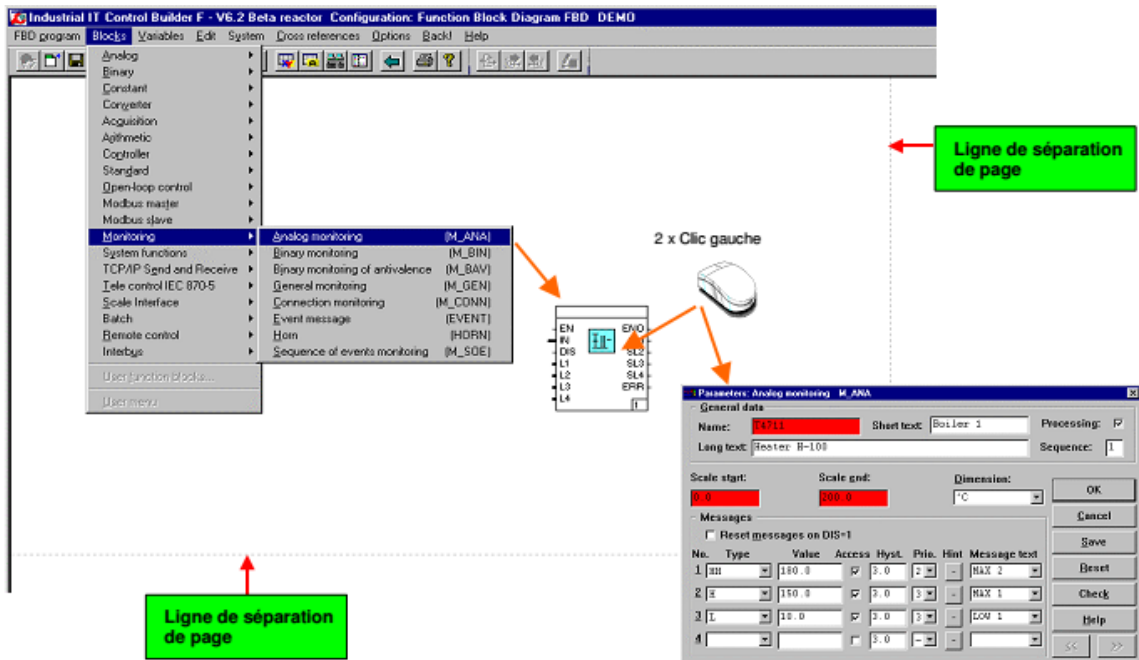 Industrial IT Control Builder F - V6.2 Beta reactor Configuration: Function Block Diagram FBD DEMO
FBD program Blocks Variables Edit System Cross references Options Back! Help
Analog
Binary
Constant
Converter
Acquisition
Arithmetic
Controller
Standard
Open-loop control
Modbus master
Modbus slave
Monitoring
System functions
TCP/IP Send and Receive
Tele control IEC 870-5
Scale Interface
Batch
Remote control
Interbus
User function blocks...
User menu
Analog monitoring (M_ANA)
Binary monitoring (M_BIN)
Binary monitoring of antivalence (M_BAV)
General monitoring (M_GEN)
Connection monitoring (M_CONN)
Event message (EVENT)
Horn (HORN)
Sequence of events monitoring (M_SOE)
Ligne de séparation
de page
2 x Clic gauche
EN ENO
IN
DIS SL2
L1 SL3
L2 SL4
L3 ERR
L4 1
Parameters: Analog monitoring M_ANA
General data
Name: T4711 Short text: Boiler 1 Processing:
Long text: Heater H-100 Sequence: 1
Scale start: Scale end: Dimension:
0.0 200.0 °C
OK
Cancel
Save
Reset
Check
Help
<< >>
Messages
Reset messages on DIS=1
No. Type Value Access Hyst. Prio. Hint Message text
1 HH 180.0 3.0 2 - MAX 2
2 H 150.0 3.0 3 - MAX 1
3 L 10.0 3.0 3 - LOW 1
4 3.0 - -
Ligne de séparation
de page